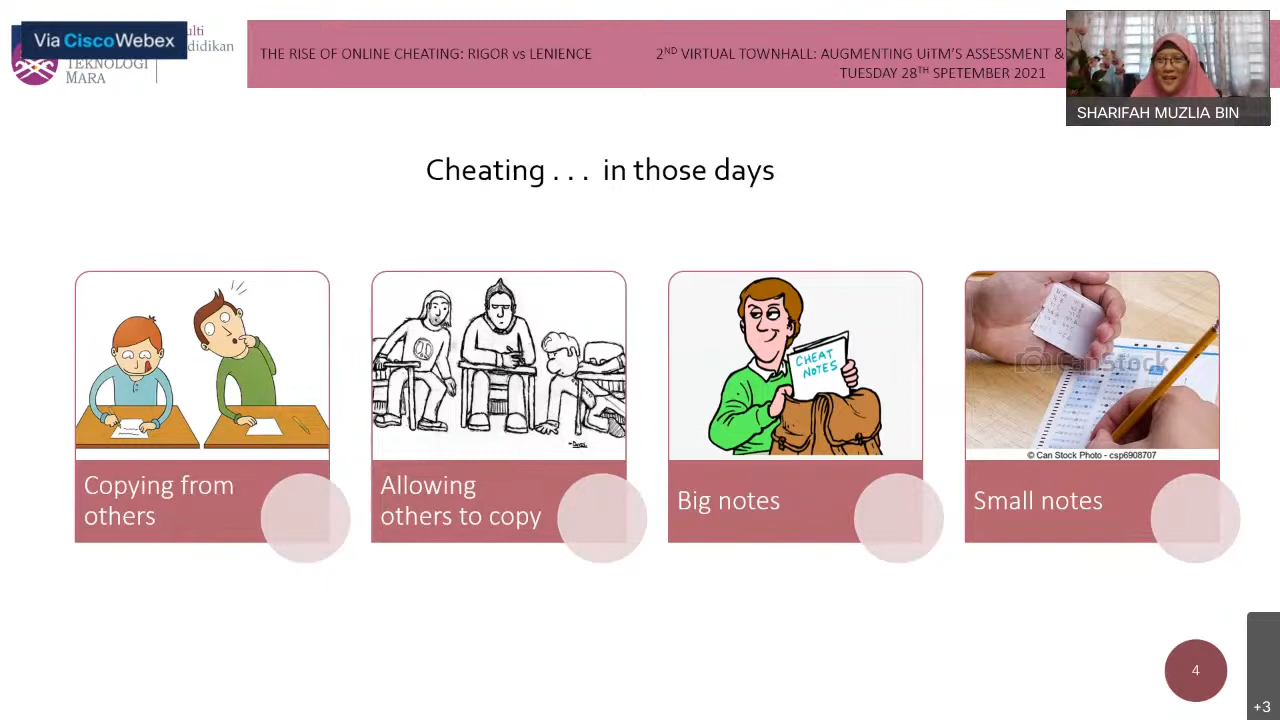 Via CiscoWebex
ulti
didikan
TEKNOLOGI
MARA
THE RISE OF ONLINE CHEATING: RIGOR vs LENIENCE
2ND VIRTUAL TOWNHALL: AUGMENTING UiTM'S ASSESSMENT &
TUESDAY 28TH SPETEMBER 2021
SHARIFAH MUZLIA BIN
Cheating . . . in those days
CHEAT
NOTES
CanStock
© Can Stock Photo - csp6908707
Copying from
others
Allowing
others to copy
Big notes
Small notes
4
+3